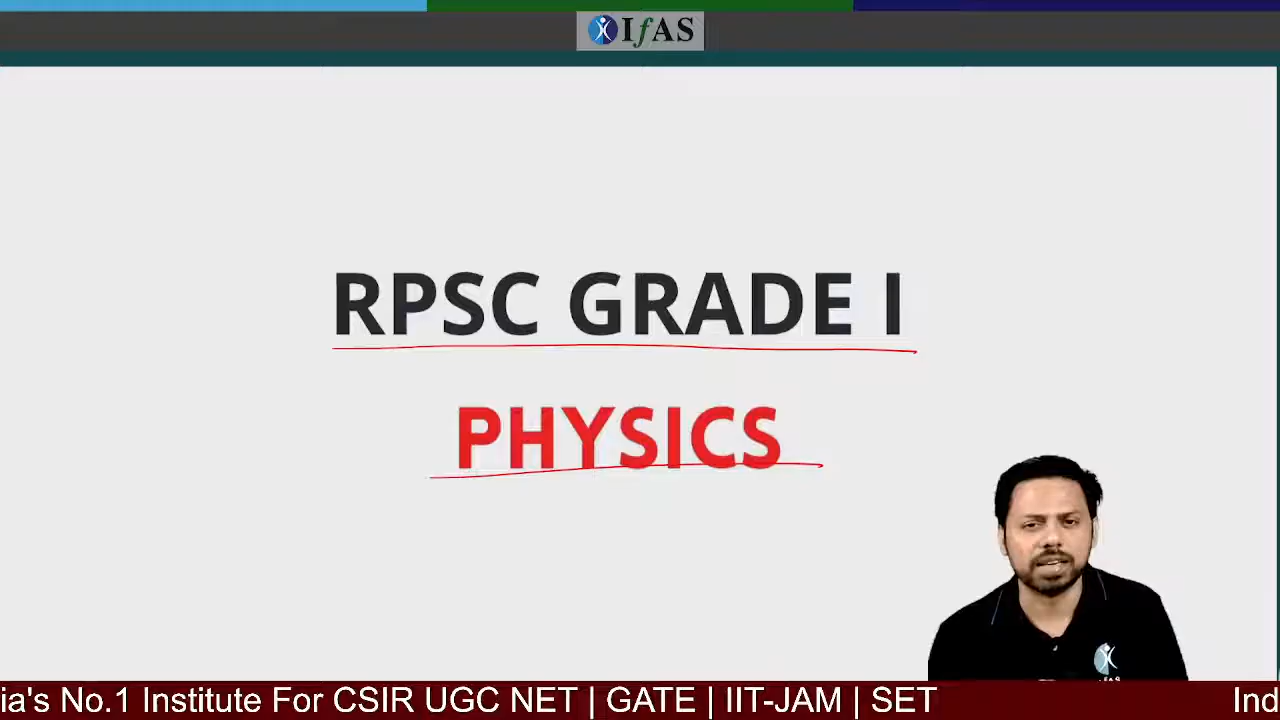 IfAS
RPSC GRADE I
PHYSICS
ia's No.1 Institute For CSIR UGC NET | GATE | IIT-JAM | SET
Ind